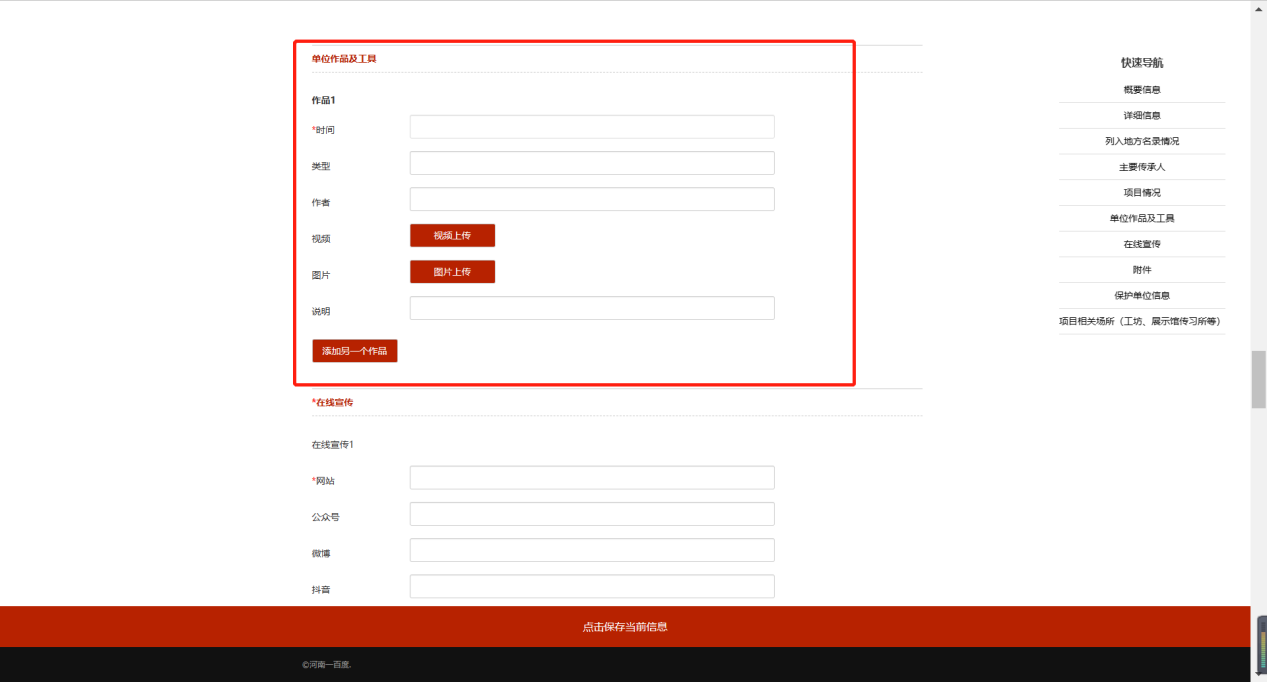 单位作品及工具
作品1
*时间
类型
作者
视频 视频上传
图片 图片上传
说明
添加另一个作品
*在线宣传
在线宣传1
*网站
公众号
微博
抖音
快速导航
概要信息
详细信息
列入地方名录情况
主要传承人
项目情况
单位作品及工具
在线宣传
附件
保护单位信息
项目相关场所（工坊、展示馆传习所等）
点击保存当前信息
©河南一百度.